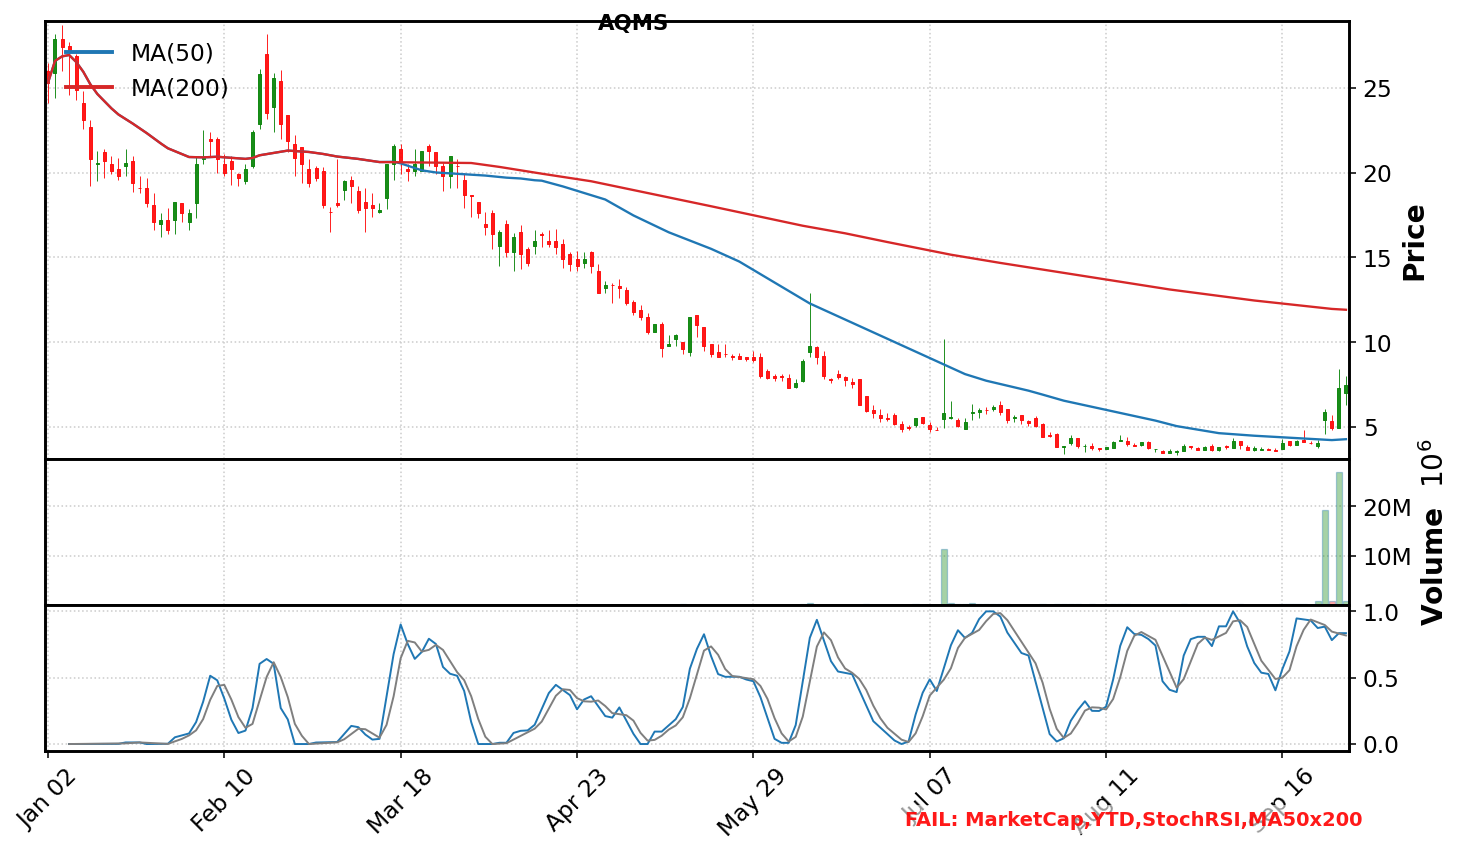 AQMS
MA(50)
MA(200)
25
20
15
10
5
Price
20M
10M
Volume 10^6
1.0
0.5
0.0
Jan 02
Feb 10
Mar 18
Apr 23
May 29
Jul 07
Aug 11
Sep 16
FAIL: MarketCap,YTD,StochRSI,MA50x200